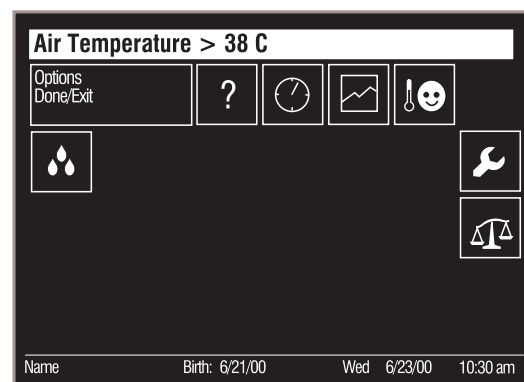 Air Temperature > 38 C
Options
Done/Exit
?
Name Birth: 6/21/00 Wed 6/23/00 10:30 am